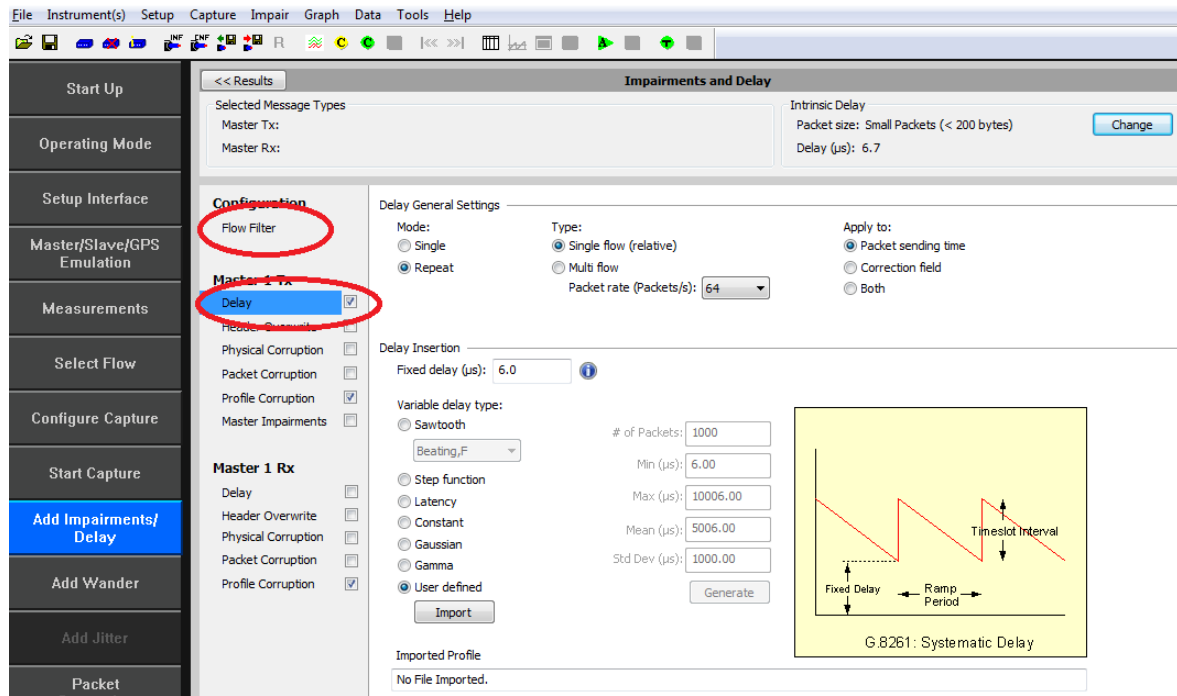 File Instrument(s) Setup Capture Impair Graph Data Tools Help
INF
CNF
R
C
C
A
T
Start Up
Operating Mode
Setup Interface
Master/Slave/GPS
Emulation
Measurements
Select Flow
Configure Capture
Start Capture
Add Impairments/
Delay
Add Wander
Add Jitter
Packet
<< Results
Impairments and Delay
Selected Message Types
Master Tx:
Master Rx:
Intrinsic Delay
Packet size: Small Packets (< 200 bytes)
Change
Delay (µs): 6.7
Configuration
Flow Filter
Master 1 Tx
Delay
Header Overwrite
Physical Corruption
Packet Corruption
Profile Corruption
Master Impairments
Master 1 Rx
Delay
Header Overwrite
Physical Corruption
Packet Corruption
Profile Corruption
Delay General Settings
Mode:
Single
Repeat
Type:
Single flow (relative)
Multi flow
Packet rate (Packets/s): 64
Apply to:
Packet sending time
Correction field
Both
Delay Insertion
Fixed delay (µs): 6.0
Variable delay type:
Sawtooth
Beating,F
Step function
Latency
Constant
Gaussian
Gamma
User defined
Import
# of Packets: 1000
Min (µs): 6.00
Max (µs): 10006.00
Mean (µs): 5006.00
Std Dev (µs): 1000.00
Generate
Timeslot Interval
Fixed Delay
Ramp
Period
G.8261: Systematic Delay
Imported Profile
No File Imported.